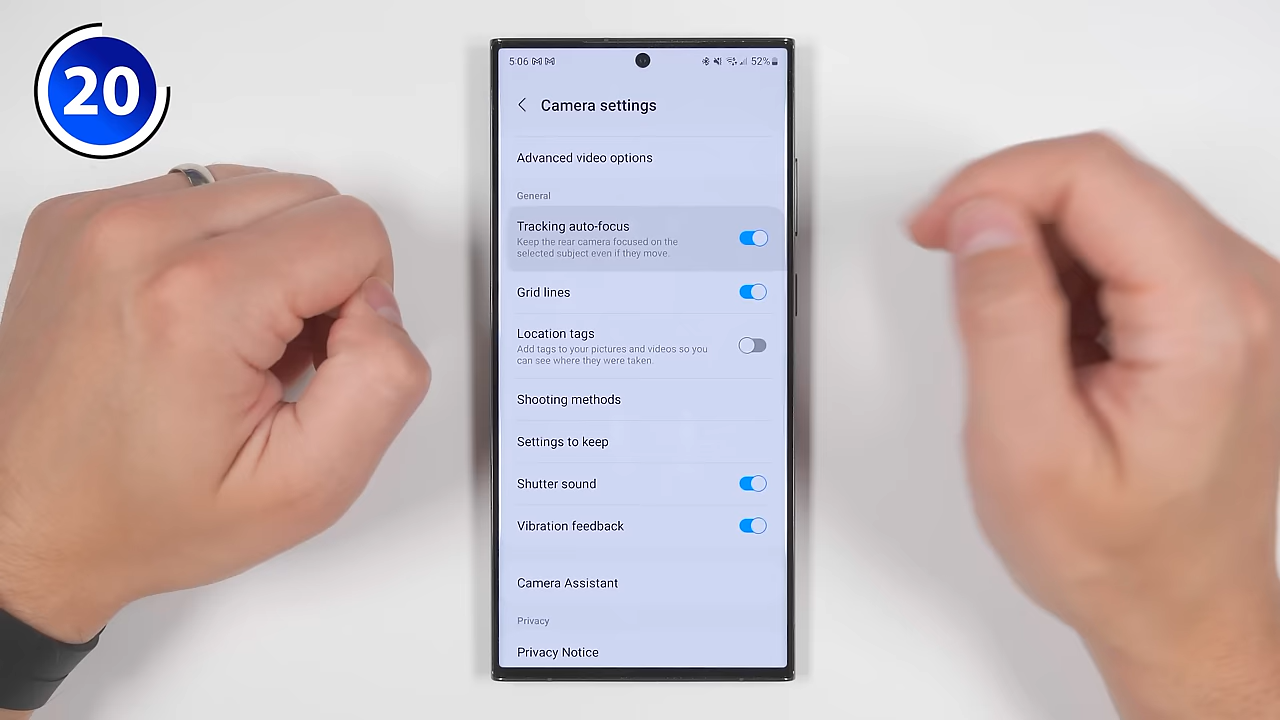 20
5:06
52%
Camera settings
Advanced video options
General
Tracking auto-focus
Keep the rear camera focused on the
selected subject even if they move.
Grid lines
Location tags
Add tags to your pictures and videos so you
can see where they were taken.
Shooting methods
Settings to keep
Shutter sound
Vibration feedback
Camera Assistant
Privacy
Privacy Notice